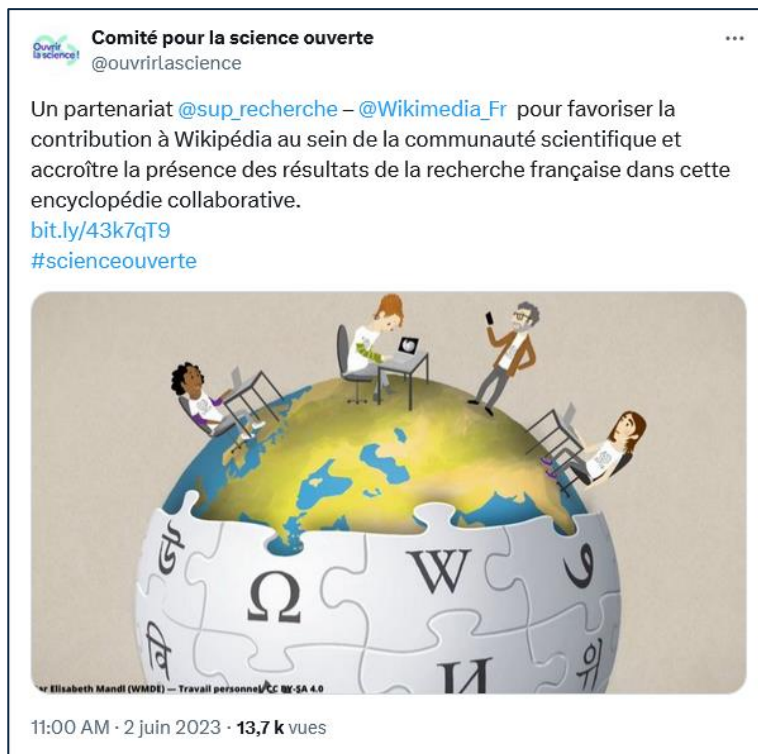 Ouvrir
la science !
Comité pour la science ouverte
@ouvrirlascience
Un partenariat @sup_recherche – @Wikimedia_Fr pour favoriser la
contribution à Wikipédia au sein de la communauté scientifique et
accroître la présence des résultats de la recherche française dans cette
encyclopédie collaborative.
bit.ly/43k7qT9
#scienceouverte
Ω W و
वि И
ar Elisabeth Mandl (WMDE) — Travail personnel, CC BY-SA 4.0
11:00 AM · 2 juin 2023 · 13,7 k vues